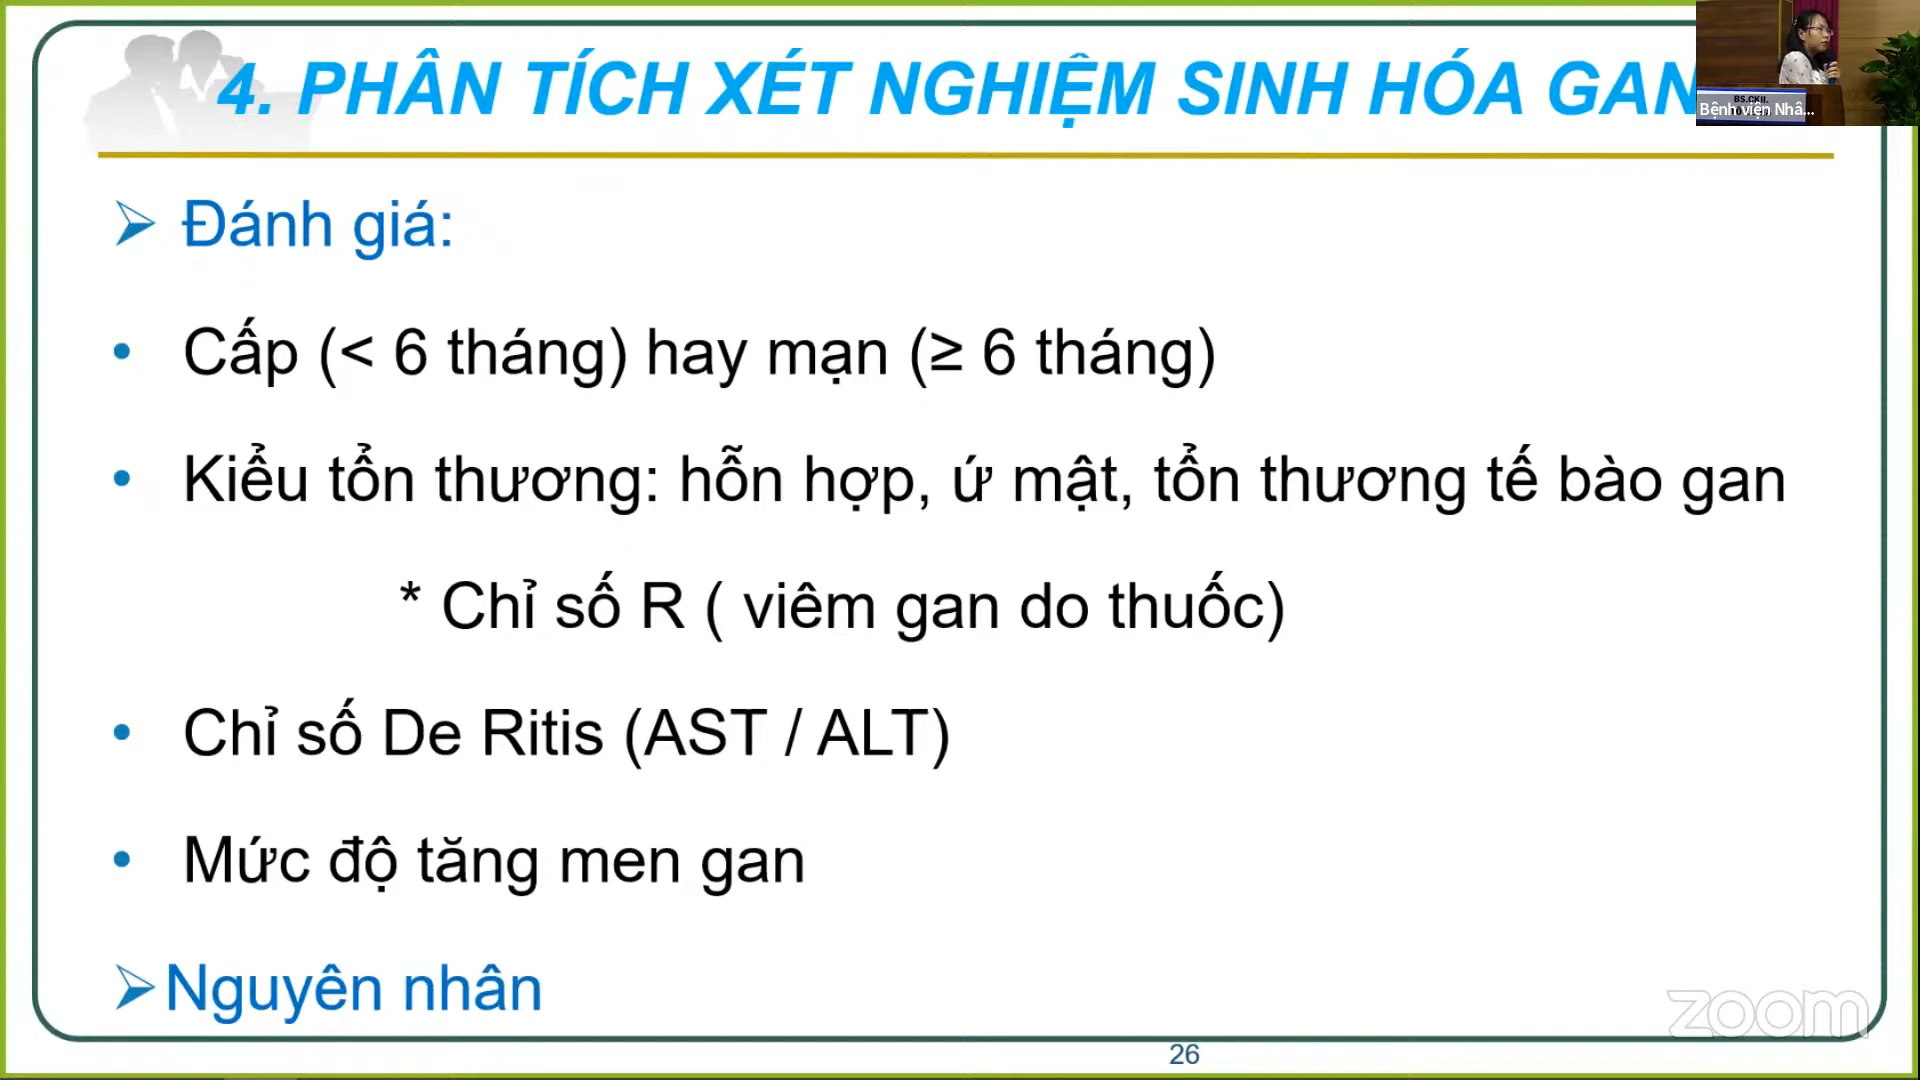 4. PHÂN TÍCH XÉT NGHIỆM SINH HÓA GAN
BS.CKII.
Bệnh viện Nhâ...
Đánh giá:
• Cấp (< 6 tháng) hay mạn (≥ 6 tháng)
• Kiểu tổn thương: hỗn hợp, ứ mật, tổn thương tế bào gan
* Chỉ số R ( viêm gan do thuốc)
• Chỉ số De Ritis (AST / ALT)
• Mức độ tăng men gan
Nguyên nhân
zoom
26